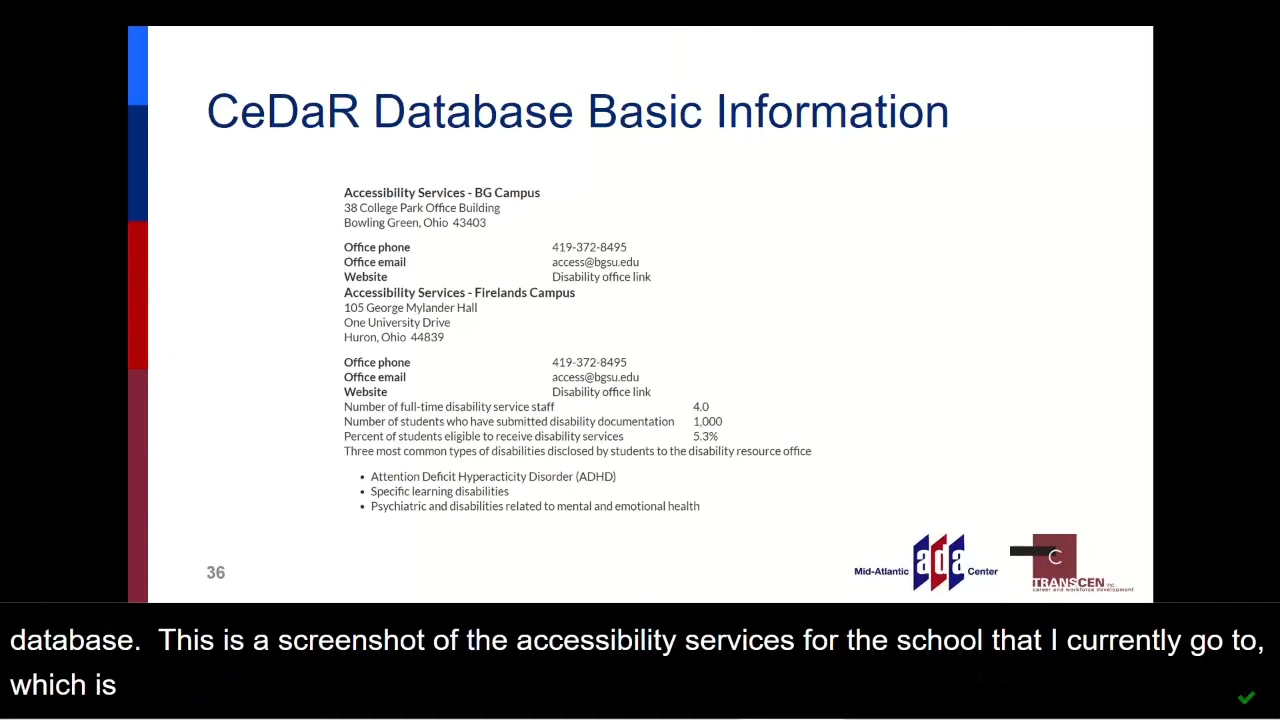 CeDaR Database Basic Information
Accessibility Services - BG Campus
38 College Park Office Building
Bowling Green, Ohio 43403
Office phone 419-372-8495
Office email access@bgsu.edu
Website Disability office link
Accessibility Services - Firelands Campus
105 George Mylander Hall
One University Drive
Huron, Ohio 44839
Office phone 419-372-8495
Office email access@bgsu.edu
Website Disability office link
Number of full-time disability service staff 4.0
Number of students who have submitted disability documentation 1,000
Percent of students eligible to receive disability services 5.3%
Three most common types of disabilities disclosed by students to the disability resource office
• Attention Deficit Hyperacticity Disorder (ADHD)
• Specific learning disabilities
• Psychiatric and disabilities related to mental and emotional health
36
Mid-Atlantic ada Center
C
TRANSCEN inc.
career and workforce development
database. This is a screenshot of the accessibility services for the school that I currently go to,
which is